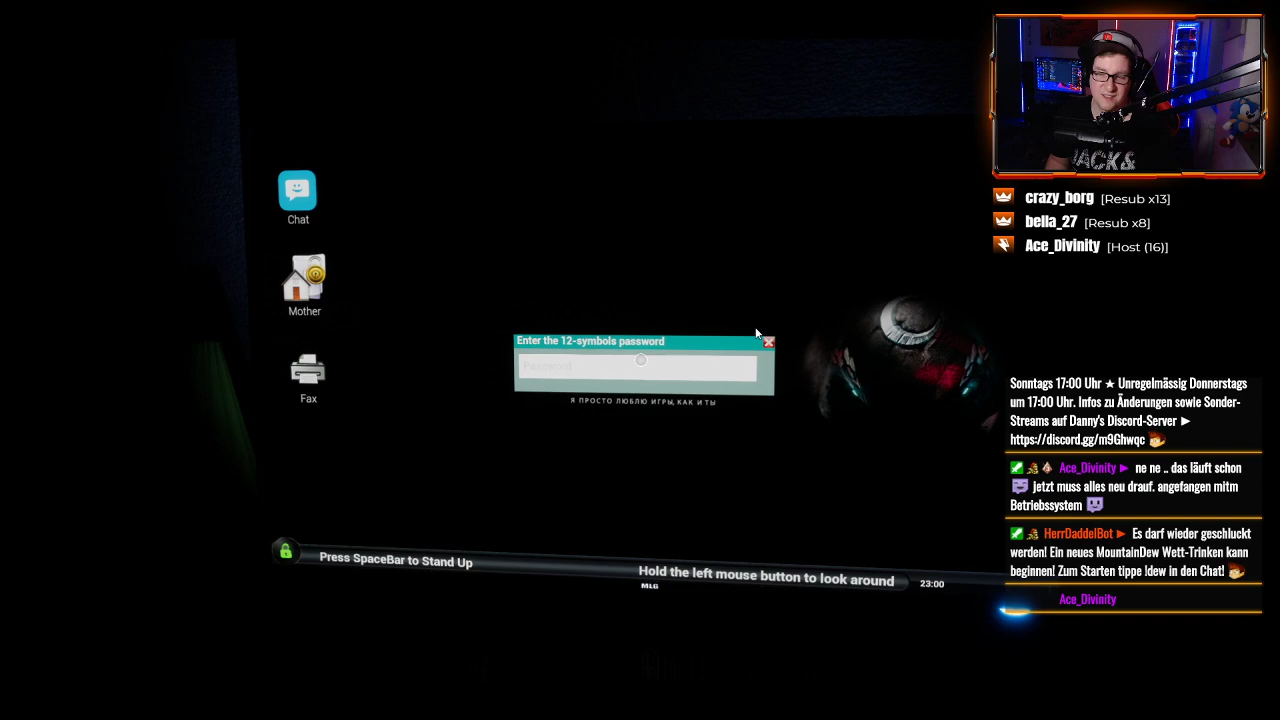 Chat
Mother
Fax
Enter the 12-symbols password
Password
Я ПРОСТО ЛЮБЛЮ ИГРЫ, КАК И ТЫ
Press SpaceBar to Stand Up
Hold the left mouse button to look around
MLG
23:00
JACK&
crazy_borg [Resub x13]
bella_27 [Resub x8]
Ace_Divinity [Host (16)]
Sonntags 17:00 Uhr ★ Unregelmässig Donnerstags
um 17:00 Uhr. Infos zu Änderungen sowie Sonder-
Streams auf Danny's Discord-Server ►
https://discord.gg/m9Ghwqc
Ace_Divinity ► ne ne .. das läuft schon
jetzt muss alles neu drauf. angefangen mitm
Betriebssystem
HerrDaddelBot ► Es darf wieder geschluckt
werden! Ein neues MountainDew Wett-Trinken kann
beginnen! Zum Starten tippe !dew in den Chat!
Ace_Divinity